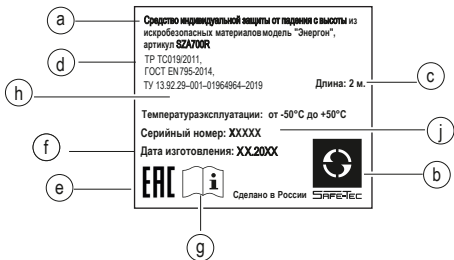 a
Средство индивидуальной защиты от падения с высоты из
искробезопасных материаловмодель "Энергон",
артикул SZA700R
d
ТР ТС019/2011,
ГОСТ EN795-2014,
ТУ 13.92.29–001–01964964–2019
Длина: 2 м.
c
h
Температураэксплуатации: от -50°C до +50°C
Серийный номер: XXXXX
j
f
Дата изготовления: XX.20XX
e
EAC
i
Сделано в России
SAFE-TEC
b
g